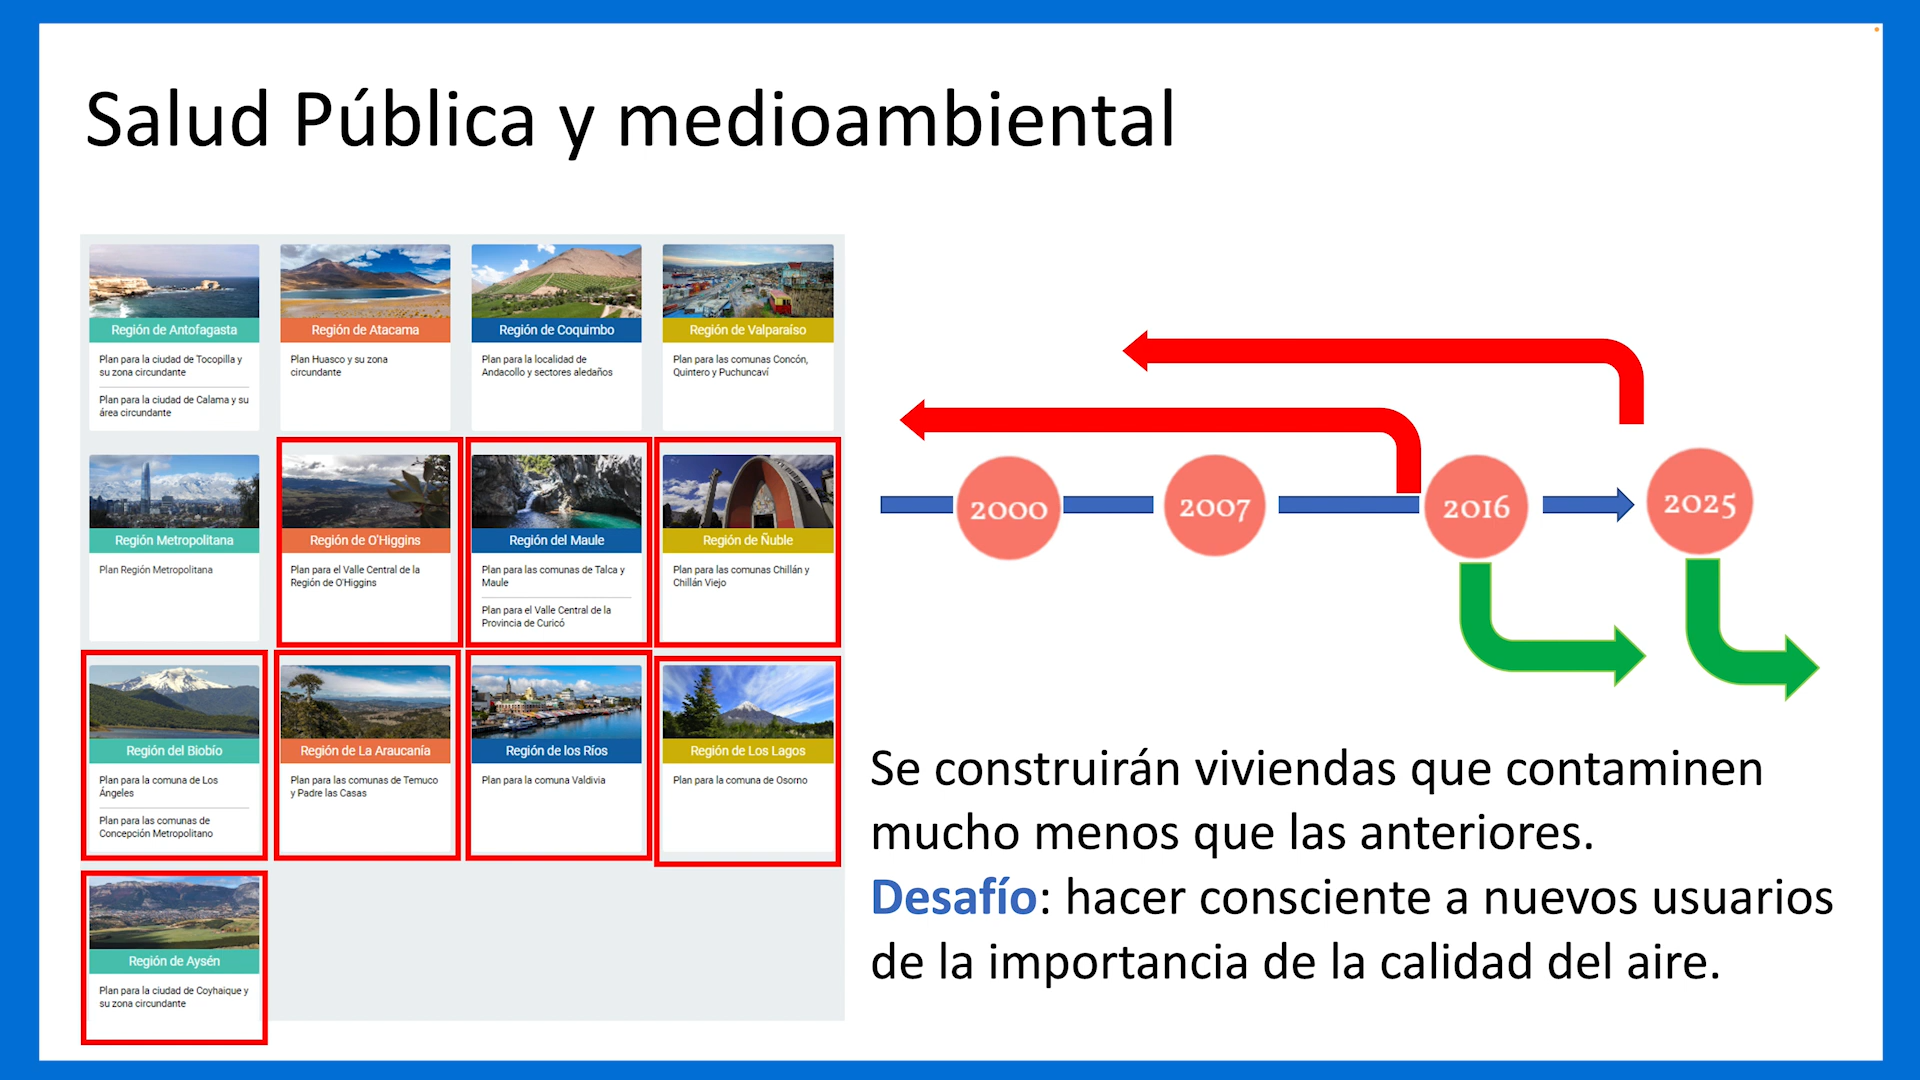 Salud Pública y medioambiental
Región de Antofagasta
Plan para la ciudad de Tocopilla y
su zona circundante
Plan para la ciudad de Calama y su
área circundante
Región de Atacama
Plan Huasco y su zona
circundante
Región de Coquimbo
Plan para la localidad de
Andacollo y sectores aledaños
Región de Valparaíso
Plan para las comunas Concón,
Quintero y Puchuncaví
Región Metropolitana
Plan Región Metropolitana
Región de O'Higgins
Plan para el Valle Central de la
Región de O'Higgins
Región del Maule
Plan para las comunas de Talca y
Maule
Plan para el Valle Central de la
Provincia de Curicó
Región de Ñuble
Plan para las comunas Chillán y
Chillán Viejo
Región del Biobío
Plan para la comuna de Los
Ángeles
Plan para las comunas de
Concepción Metropolitano
Región de La Araucanía
Plan para las comunas de Temuco
y Padre las Casas
Región de los Ríos
Plan para la comuna Valdivia
Región de Los Lagos
Plan para la comuna de Osorno
Región de Aysén
Plan para la ciudad de Coyhaique y
su zona circundante
2000
2007
2016
2025
Se construirán viviendas que contaminen
mucho menos que las anteriores.
Desafío: hacer consciente a nuevos usuarios
de la importancia de la calidad del aire.